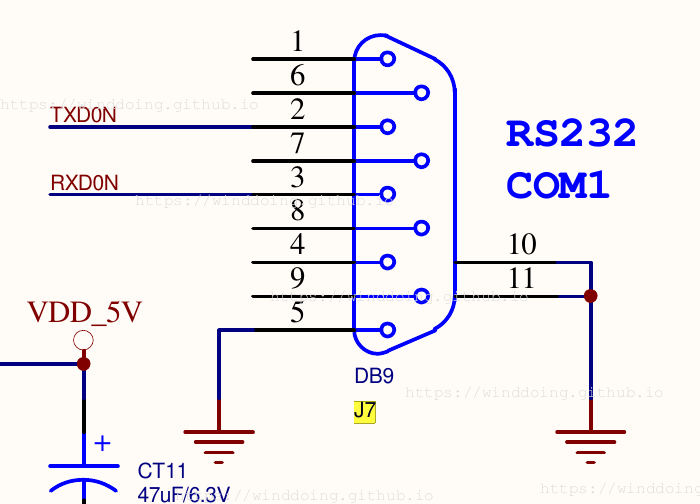 1
6
https://winddoing.github.io
TXD0N
2
RS232
7
RXD0N
3
COM1
https://winddoing.github.io
8
4
10
9
11
https://winddoing.github.io
VDD_5V
5
DB9
https://winddoing.github.io
J7
+
CT11
47uF/6.3V
https://winddoing.github.io
https://winddoing